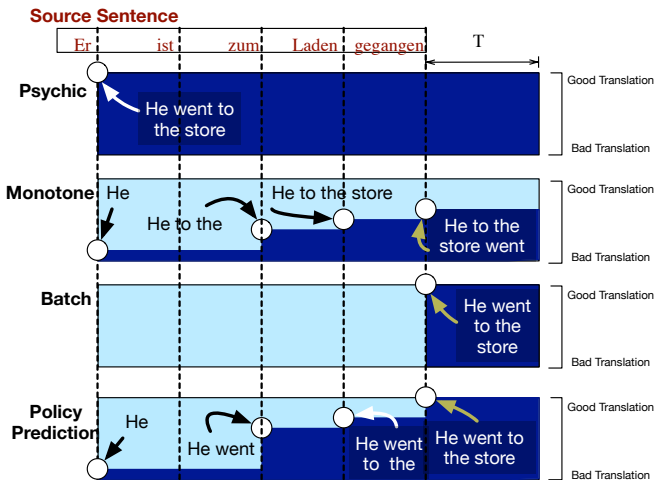 Source Sentence
Er ist zum Laden gegangen T
Psychic
He went to
the store
Good Translation
Bad Translation
Monotone
He
He to the
He to the store
He to the
store went
Good Translation
Bad Translation
Batch
He went
to the
store
Good Translation
Bad Translation
Policy
Prediction
He
He went
He went
to the
He went to
the store
Good Translation
Bad Translation